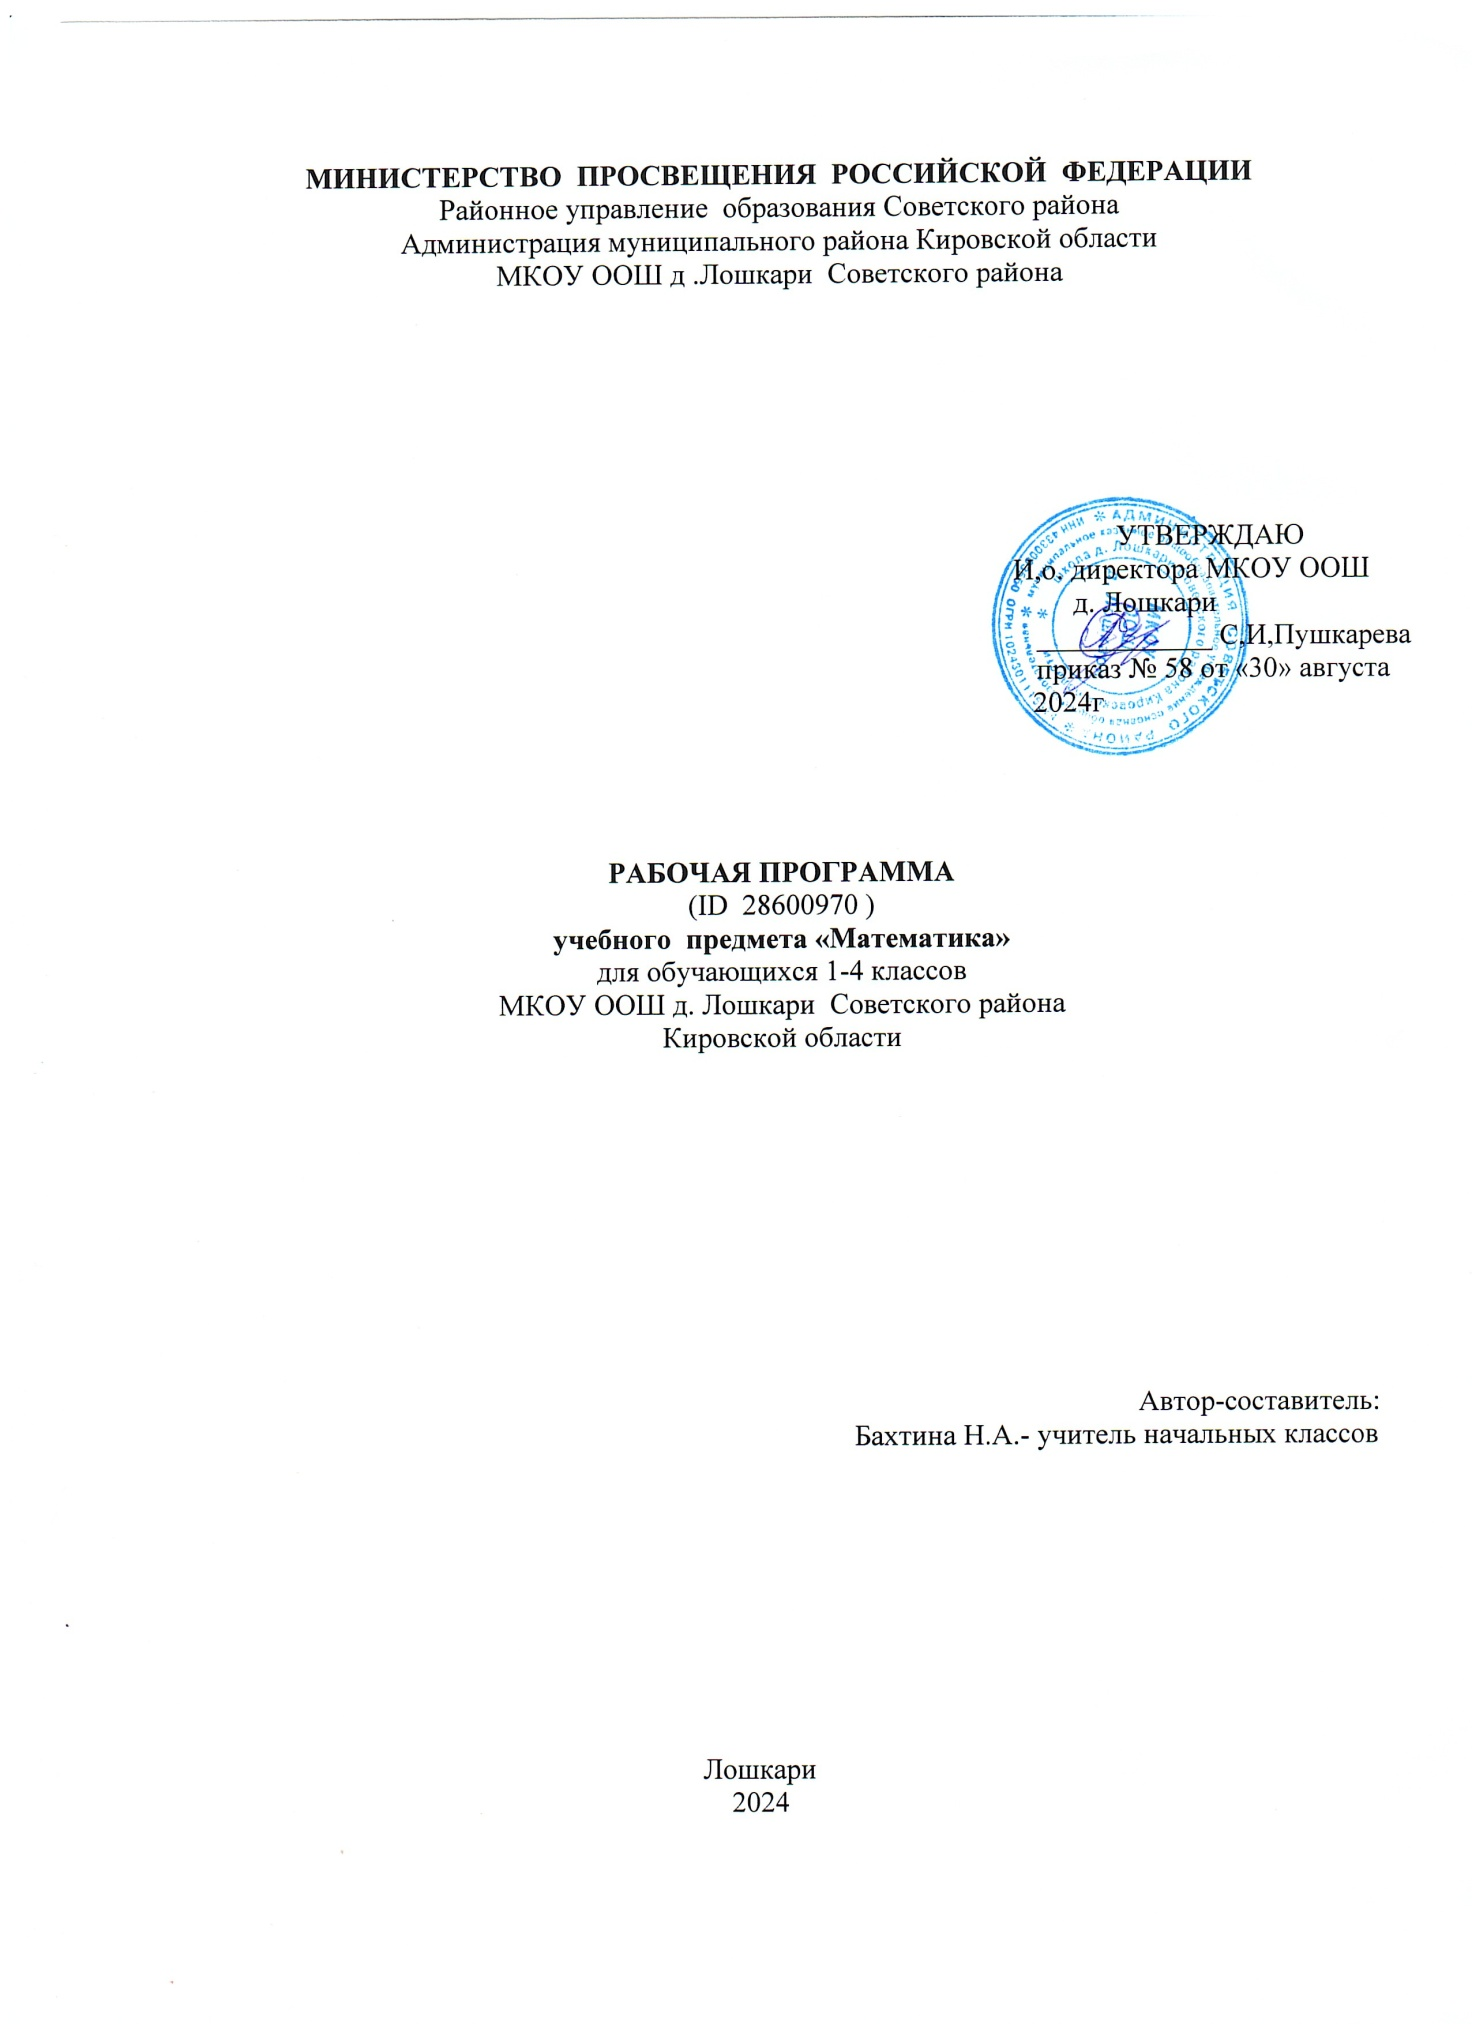 МИНИСТЕРСТВО  ПРОСВЕЩЕНИЯ  РОССИЙСКОЙ  ФЕДЕРАЦИИ
Районное управление  образования Советского района
Администрация муниципального района Кировской области
МКОУ ООШ д .Лошкари  Советского района
УТВЕРЖДАЮ
И,о. директора МКОУ ООШ
д. Лошкари
_____________ С,И,Пушкарева
приказ № 58 от «30» августа
2024г
РАБОЧАЯ ПРОГРАММА
(ID  28600970 )
учебного  предмета «Математика»
для обучающихся 1-4 классов
МКОУ ООШ д. Лошкари  Советского района
Кировской области
Автор-составитель:
Бахтина Н.А.- учитель начальных классов
Лошкари
2024